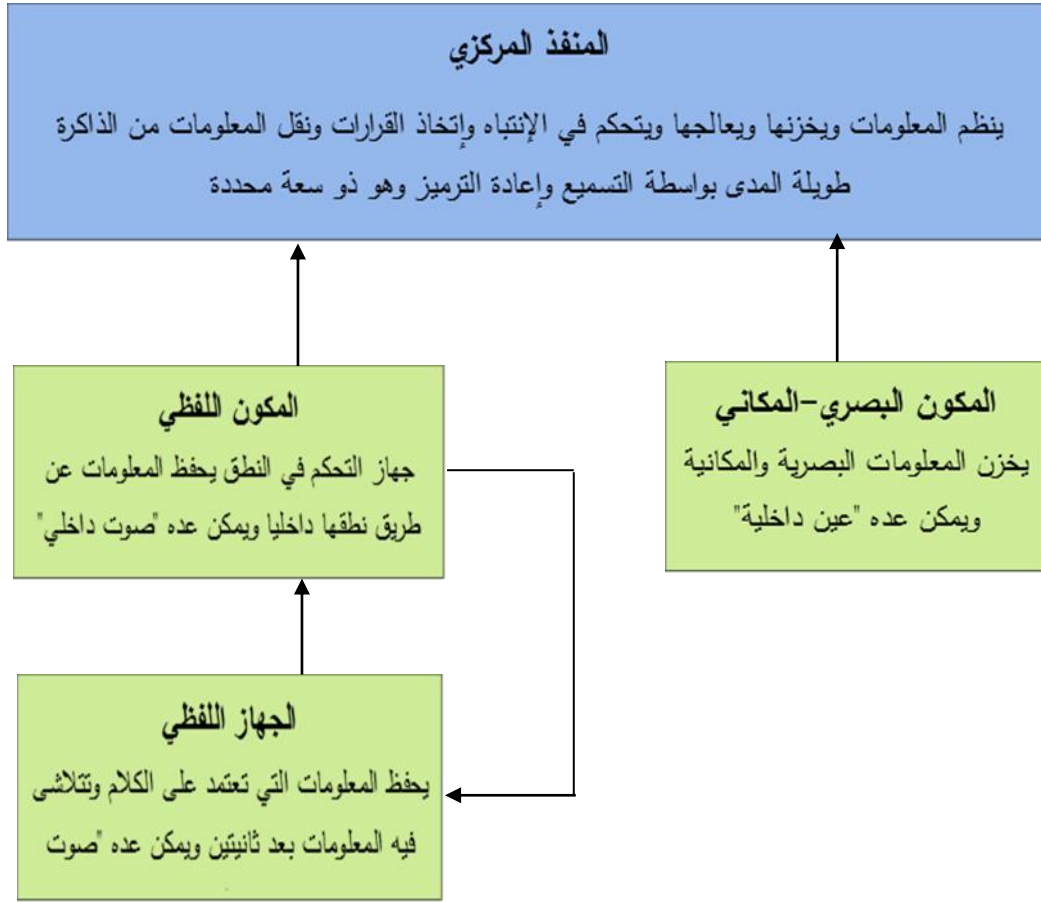 المنفذ المركزي
ينظم المعلومات ويخزنها ويعالجها ويتحكم في الإنتباه وإتخاذ القرارات ونقل المعلومات من الذاكرة
طويلة المدى بواسطة التسميع وإعادة الترميز وهو ذو سعة محددة
المكون البصري-المكاني
يخزن المعلومات البصرية والمكانية
ويمكن عده "عين داخلية"
المكون اللفظي
جهاز التحكم في النطق يحفظ المعلومات عن
طريق نطقها داخليا ويمكن عده "صوت داخلي"
الجهاز اللفظي
يحفظ المعلومات التي تعتمد على الكلام وتتلاشى
فيه المعلومات بعد ثانيتين ويمكن عده "صوت